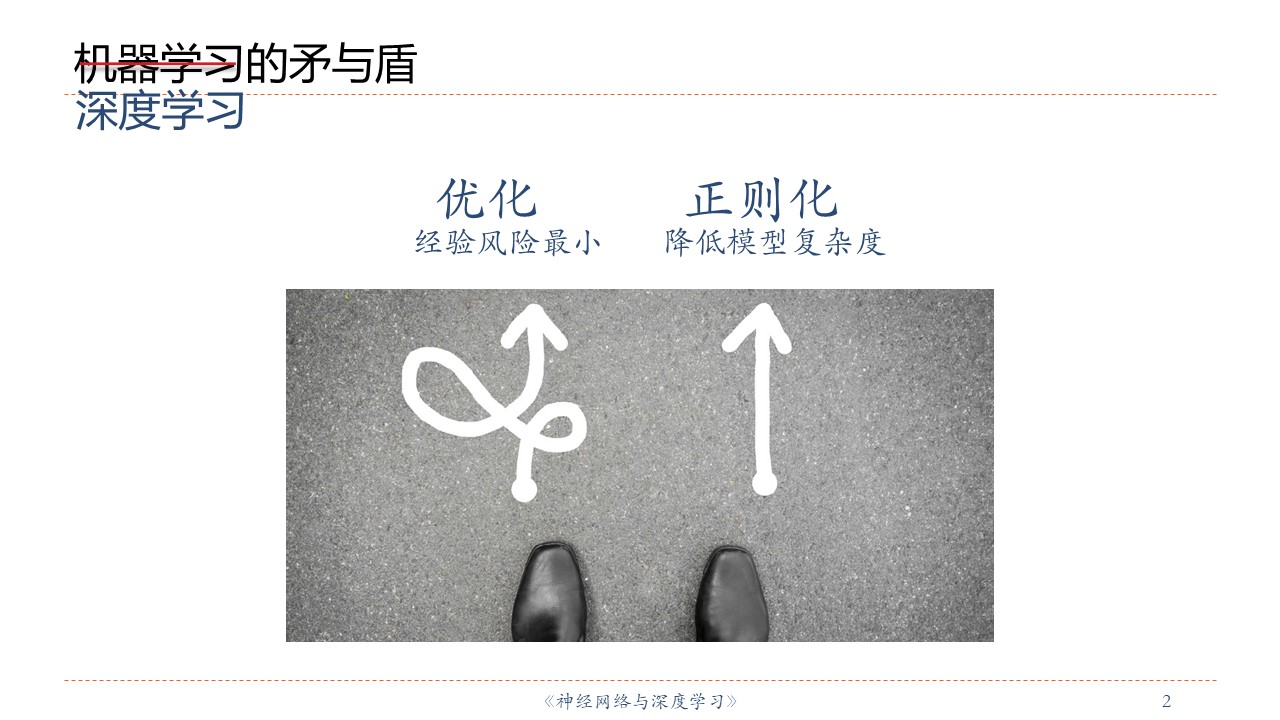 机器学习的矛与盾
深度学习
优化 正则化
经验风险最小 降低模型复杂度
《神经网络与深度学习》 2